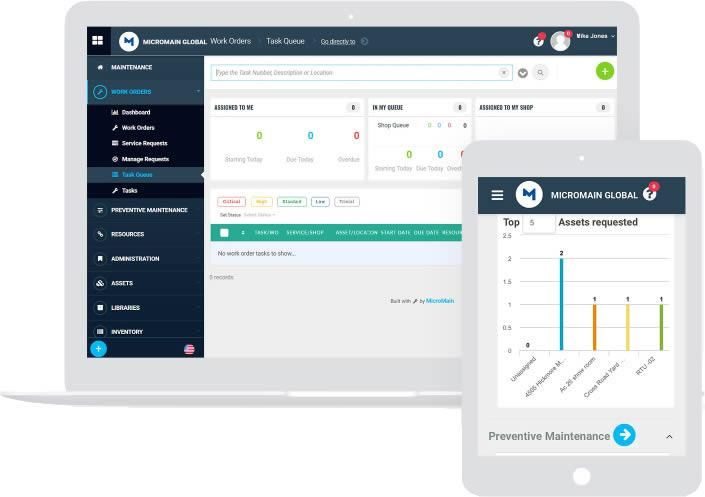 MICROMAIN GLOBAL Work Orders > Task Queue > Go directly to
Mike Jones
MAINTENANCE
WORK ORDERS
Dashboard
Work Orders
Service Requests
Manage Requests
Task Queue
Tasks
PREVENTIVE MAINTENANCE
RESOURCES
ADMINISTRATION
ASSETS
LIBRARIES
INVENTORY
Type the Task Number, Description or Location
ASSIGNED TO ME 0
0 0 0
Starting Today Due Today Overdue
IN MY QUEUE 0
Shop Queue 0 0 0 0
0 0
Starting Today Due Today
ASSIGNED TO MY SHOP 0
Critical High Standard Low Trivial
Set Status Select Status
TASK/WO SERVICE/SHOP ASSET/LOCATION START DATE DUE DATE
No work order tasks to show...
0 records
Built with by MicroMain
MICROMAIN GLOBAL ? 0
Top 5 Assets requested
2.5
2
1.5
1
0.5
0
0 2 1 1 1
Unassigned
4505 Hickmore M...
Ac 26 show room
Cross Road Yard ...
RTU -02
Preventive Maintenance